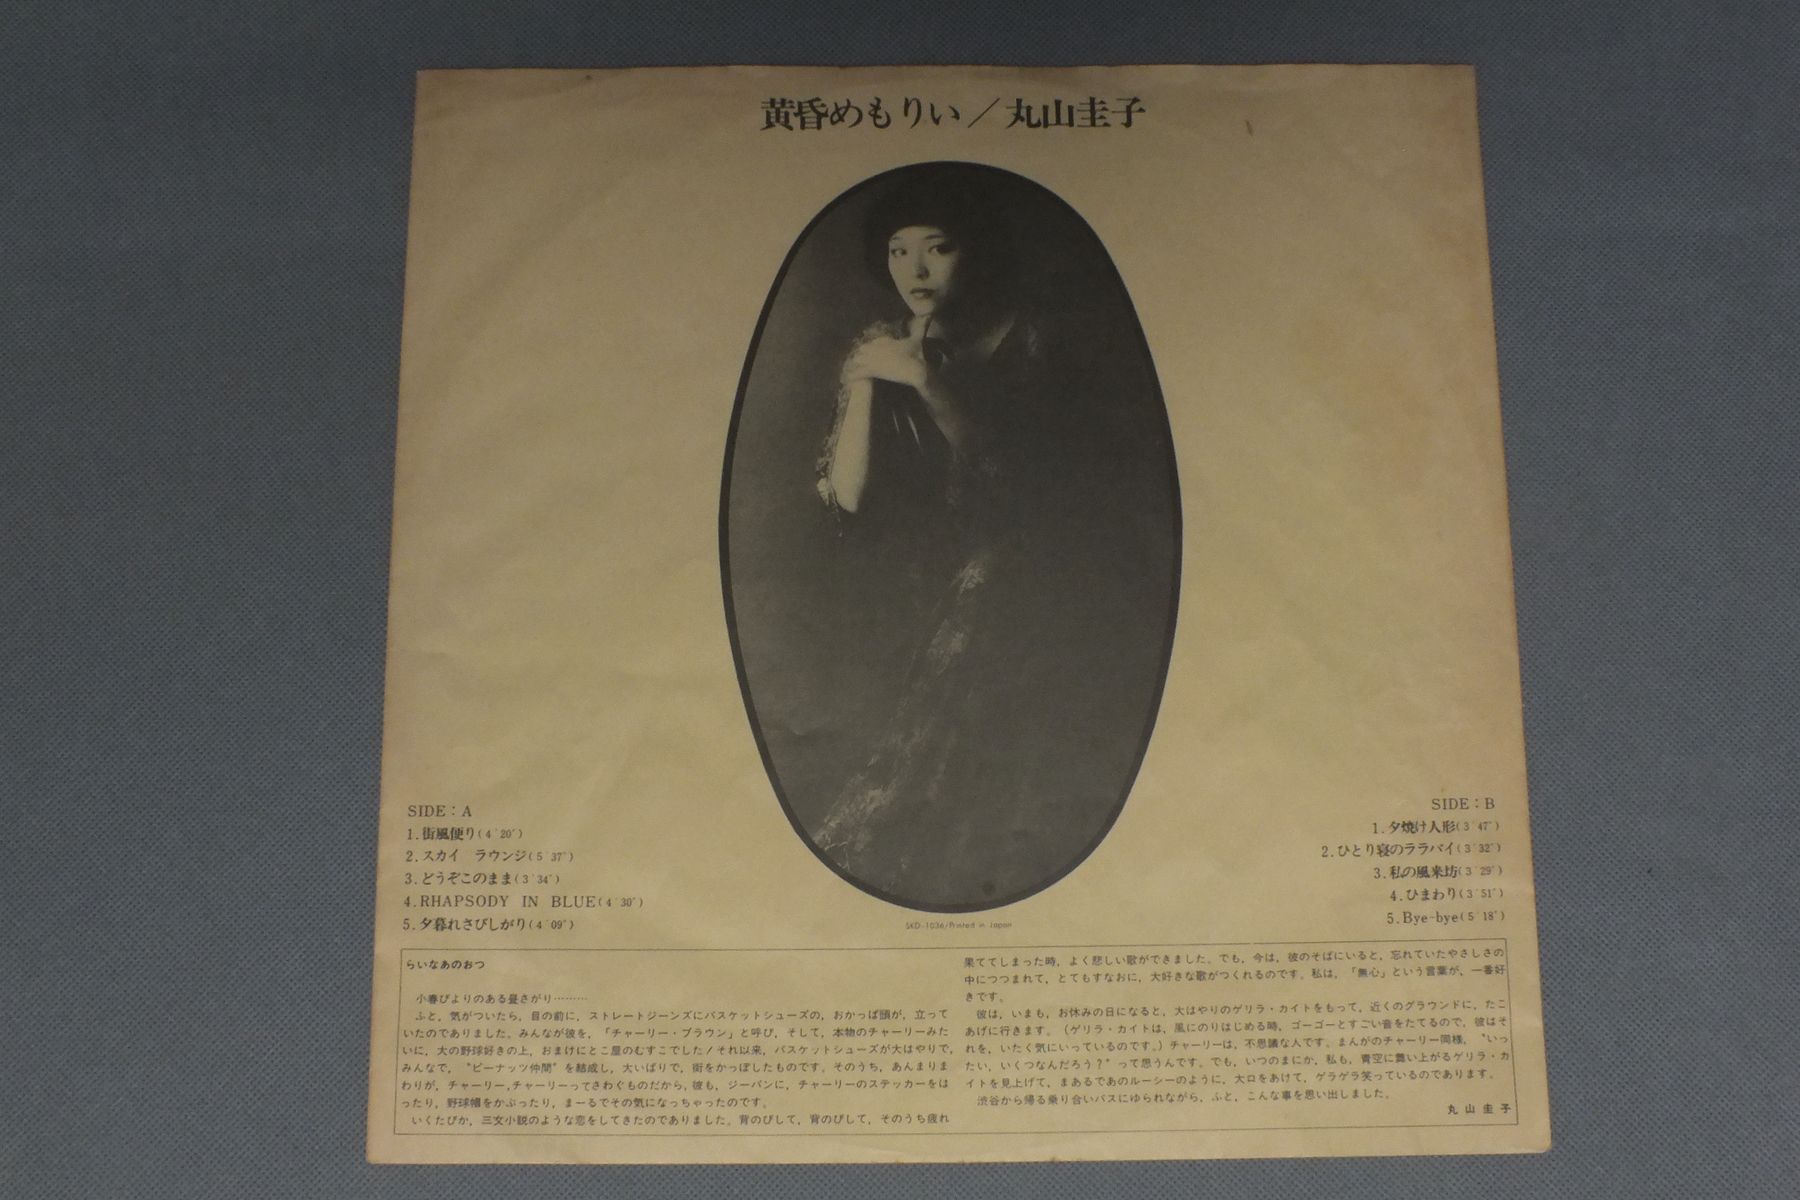 黄昏めもりい／丸山圭子
SIDE：A
1.街風便り(4′20″)
2.スカイ ラウンジ(5′37″)
3.どうぞこのまま(3′34″)
4.RHAPSODY IN BLUE(4′30″)
5.夕暮れさびしがり(4′09″)
SIDE：B
1.夕焼け人形(3′47″)
2.ひとり寝のララバイ(3′32″)
3.私の風来坊(3′29″)
4.ひまわり(3′51″)
5.Bye-bye(5′18″)
SKD-1036/Printed in Japan
らいなあのおつ
小春びよりのある昼さがり………
ふと，気がついたら，目の前に，ストレートジーンズにバスケットシューズの，おかっぱ頭が，立って
いたのでありました。みんなが彼を，「チャーリー・ブラウン」と呼び，そして，本物のチャーリーみた
いに，大の野球好きの上，おまけにとこ屋のむすこでした！それ以来，バスケットシューズが大はやりで，
みんなで，〝ピーナッツ仲間〟を結成し，大いばりで，街をかっぽしたものです。そのうち，あんまりま
わりが，チャーリー，チャーリーってさわぐものだから，彼も，ジーパンに，チャーリーのステッカーをは
ったり，野球帽をかぶったり，まーるでその気になっちゃったのです。
いくたびか，三文小説のような恋をしてきたのでありました。背のびして，背のびして，そのうち疲れ
果ててしまった時，よく悲しい歌ができました。でも，今は，彼のそばにいると，忘れていたやさしさの
中につつまれて，とてもすなおに，大好きな歌がつくれるのです。私は，「無心」という言葉が，一番好
きです。
彼は，いまも，お休みの日になると，大はやりのゲリラ・カイトをもって，近くのグラウンドに，たこ
あげに行きます。（ゲリラ・カイトは，風にのりはじめる時，ゴーゴーとすごい音をたてるので，彼はそ
れを，いたく気にいっているのです。）チャーリーは，不思議な人です。まんがのチャーリー同様，〝いっ
たい，いくつなんだろう？〟って思うんです。でも，いつのまにか，私も，青空に舞い上がるゲリラ・カ
イトを見上げて，まあるであのルーシーのように，大口をあけて，ゲラゲラ笑っているのであります。
渋谷から帰る乗り合いバスにゆられながら，ふと，こんな事を思い出しました。
丸山圭子